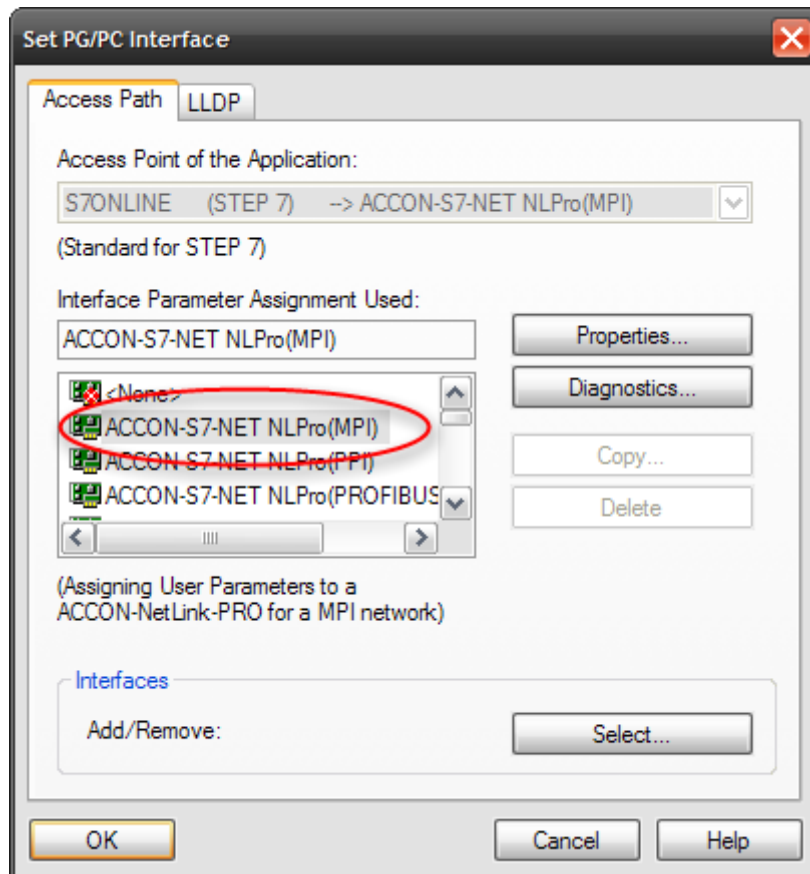 Set PG/PC Interface
Access Path
LLDP
Access Point of the Application:
S7ONLINE (STEP 7) --> ACCON-S7-NET NLPro(MPI)
(Standard for STEP 7)
Interface Parameter Assignment Used:
ACCON-S7-NET NLPro(MPI)
Properties...
<None>
Diagnostics...
ACCON-S7-NET NLPro(MPI)
ACCON-S7-NET NLPro(PPI)
Copy...
ACCON-S7-NET NLPro(PROFIBUS
Delete
(Assigning User Parameters to a
ACCON-NetLink-PRO for a MPI network)
Interfaces
Add/Remove:
Select...
OK
Cancel
Help